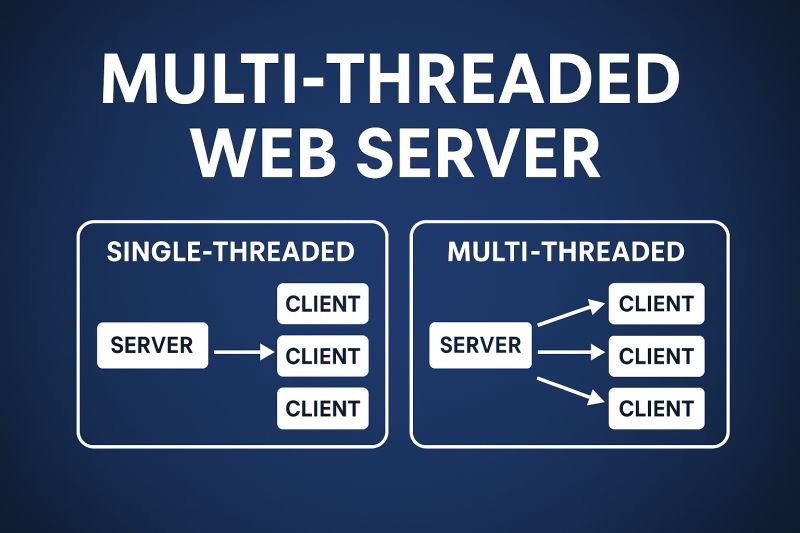 MULTI-THREADED
WEB SERVER
SINGLE-THREADED
SERVER
CLIENT
CLIENT
CLIENT
MULTI-THREADED
SERVER
CLIENT
CLIENT
CLIENT